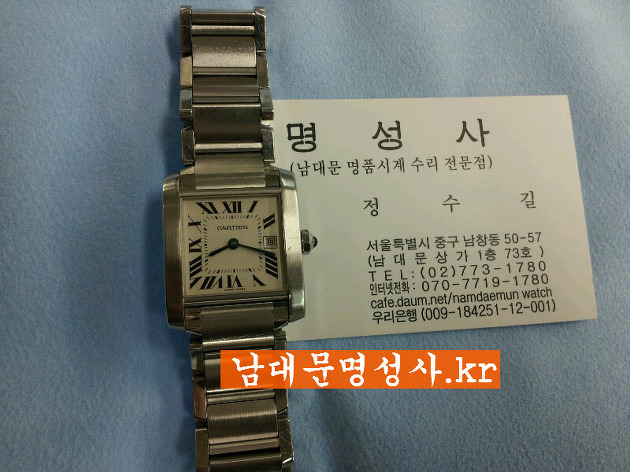 명 성 사
(남대문 명품시계 수리 전문점)
정 수 길
서울특별시 중구 남창동 50-57
(남 대 문 상 가 1층 73호 )
TEL:(02)773-1780
인터넷전화: 070-7719-1780
cafe.daum.net/namdaemun watch
우리은행 (009-184251-12-001)
XII
CARTIER
남대문명성사.kr